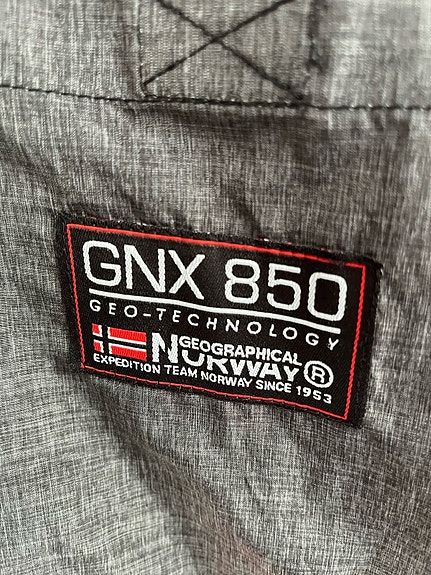 GNX 850
GEO-TECHNOLOGY
GEOGRAPHICAL
NORWAY®
EXPEDITION TEAM NORWAY SINCE 1953